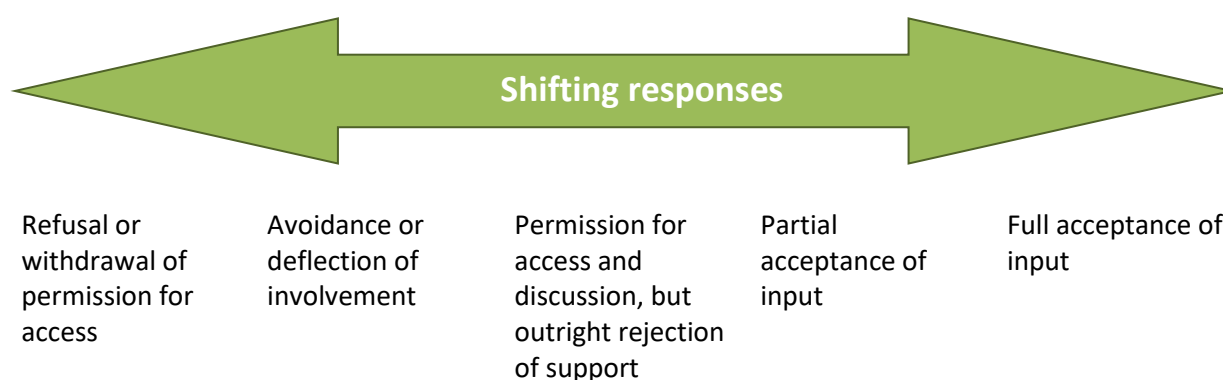 Shifting responses
Refusal or
withdrawal of
permission for
access
Avoidance or
deflection of
involvement
Permission for
access and
discussion, but
outright rejection
of support
Partial
acceptance of
input
Full acceptance of
input